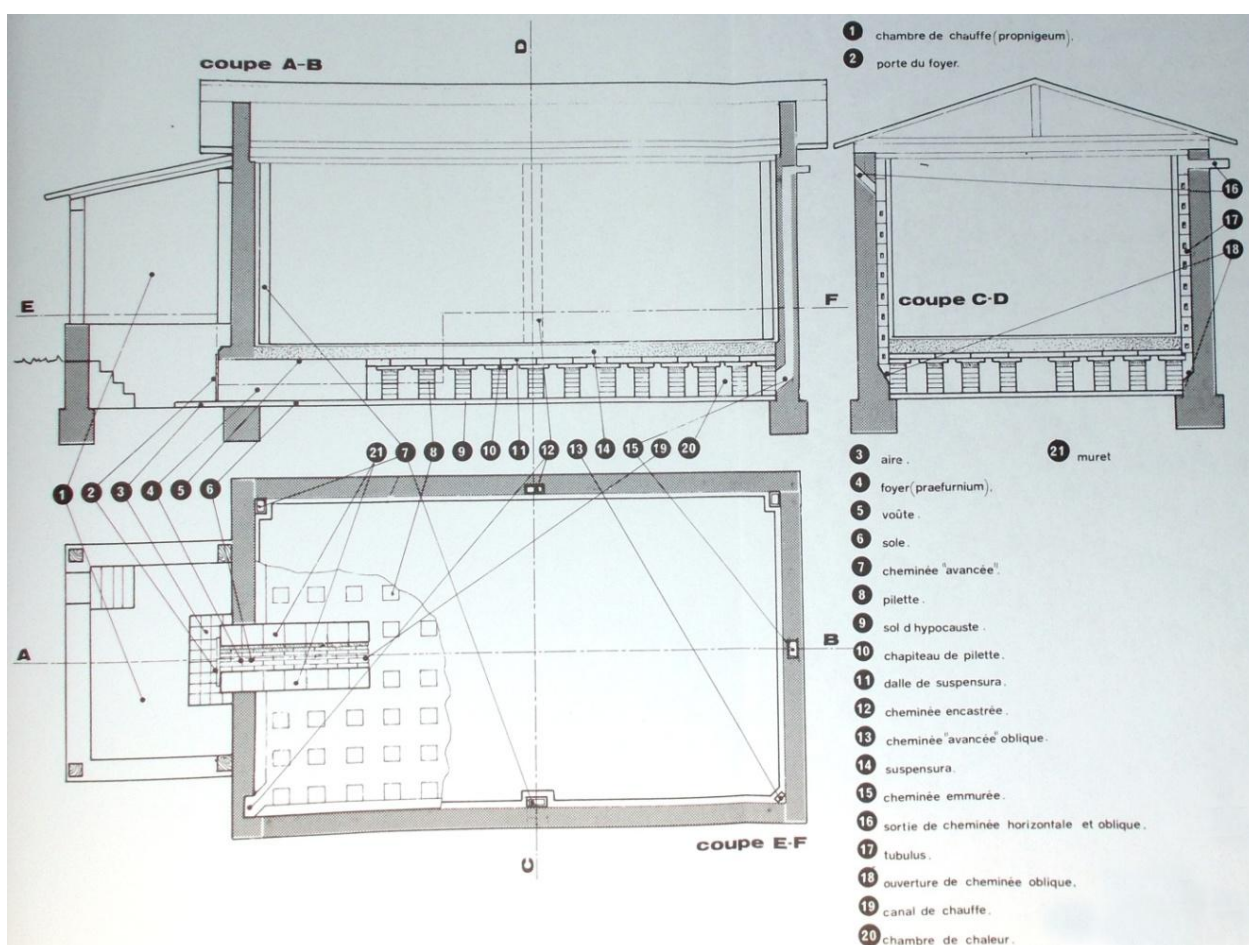 coupe A-B
D
1 chambre de chauffe (propnigeum).
2 porte du foyer.
16
17
18
E
F
coupe C-D
21 7 8 9 10 11 12 14 15 19 20
13
1 2 3 4 5 6
A
B
C
coupe E-F
3 aire.
21 muret
4 foyer (praefurnium).
5 voûte.
6 sole.
7 cheminée "avancée".
8 pilette.
9 sol d hypocauste.
10 chapiteau de pilette.
11 dalle de suspensura.
12 cheminée encastrée.
13 cheminée "avancée" oblique.
14 suspensura.
15 cheminée emmurée.
16 sortie de cheminée horizontale et oblique.
17 tubulus.
18 ouverture de cheminée oblique.
19 canal de chauffe.
20 chambre de chaleur.